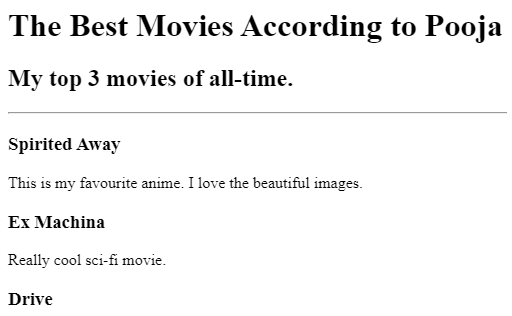 The Best Movies According to Pooja
My top 3 movies of all-time.
Spirited Away
This is my favourite anime. I love the beautiful images.
Ex Machina
Really cool sci-fi movie.
Drive